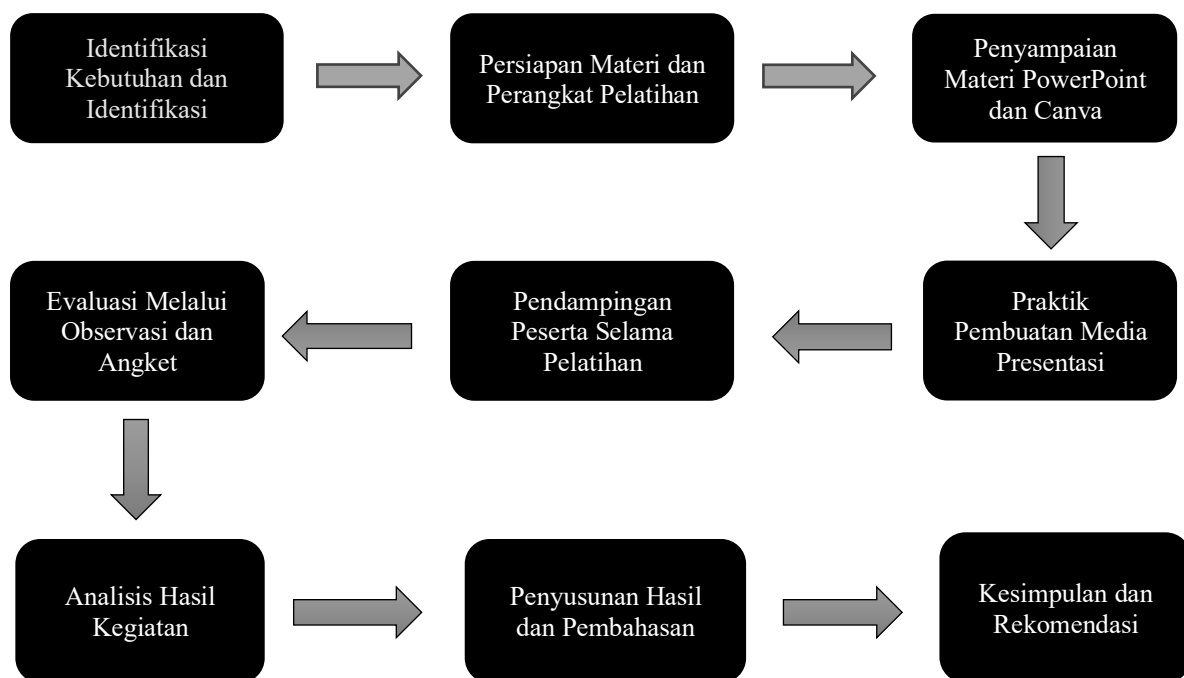 Identifikasi
Kebutuhan dan
Identifikasi
Persiapan Materi dan
Perangkat Pelatihan
Penyampaian
Materi PowerPoint
dan Canva
Praktik
Pembuatan Media
Presentasi
Pendampingan
Peserta Selama
Pelatihan
Evaluasi Melalui
Observasi dan
Angket
Analisis Hasil
Kegiatan
Penyusunan Hasil
dan Pembahasan
Kesimpulan dan
Rekomendasi